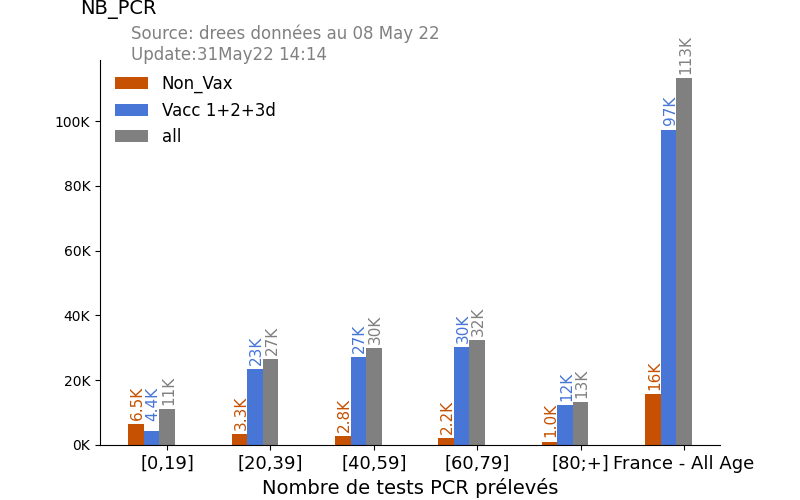 NB_PCR
Source: drees données au 08 May 22
Update:31May22 14:14
Non_Vax
Vacc 1+2+3d
all
100K
80K
60K
40K
20K
0K
6.5K
4.4K
11K
3.3K
23K
27K
2.8K
27K
30K
2.2K
30K
32K
1.0K
12K
13K
16K
97K
113K
[0,19]
[20,39]
[40,59]
[60,79]
[80;+]
France - All Age
Nombre de tests PCR prélevés